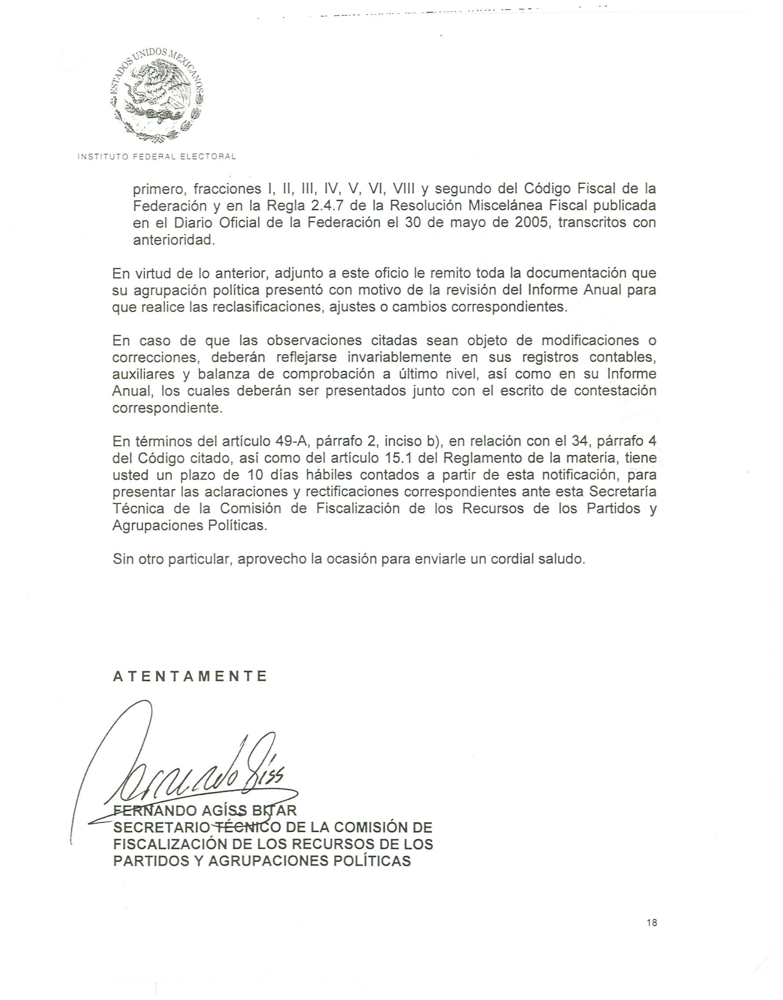 ESTADOS UNIDOS MEXICANOS
INSTITUTO FEDERAL ELECTORAL
primero, fracciones I, II, III, IV, V, VI, VIII y segundo del Código Fiscal de la
Federación y en la Regla 2.4.7 de la Resolución Miscelánea Fiscal publicada
en el Diario Oficial de la Federación el 30 de mayo de 2005, transcritos con
anterioridad.
En virtud de lo anterior, adjunto a este oficio le remito toda la documentación que
su agrupación política presentó con motivo de la revisión del Informe Anual para
que realice las reclasificaciones, ajustes o cambios correspondientes.
En caso de que las observaciones citadas sean objeto de modificaciones o
correcciones, deberán reflejarse invariablemente en sus registros contables,
auxiliares y balanza de comprobación a último nivel, así como en su Informe
Anual, los cuales deberán ser presentados junto con el escrito de contestación
correspondiente.
En términos del artículo 49-A, párrafo 2, inciso b), en relación con el 34, párrafo 4
del Código citado, así como del artículo 15.1 del Reglamento de la materia, tiene
usted un plazo de 10 días hábiles contados a partir de esta notificación, para
presentar las aclaraciones y rectificaciones correspondientes ante esta Secretaría
Técnica de la Comisión de Fiscalización de los Recursos de los Partidos y
Agrupaciones Políticas.
Sin otro particular, aprovecho la ocasión para enviarle un cordial saludo.
A T E N T A M E N T E
FERNANDO AGÍSS BITAR
SECRETARIO TÉCNICO DE LA COMISIÓN DE
FISCALIZACIÓN DE LOS RECURSOS DE LOS
PARTIDOS Y AGRUPACIONES POLÍTICAS
18